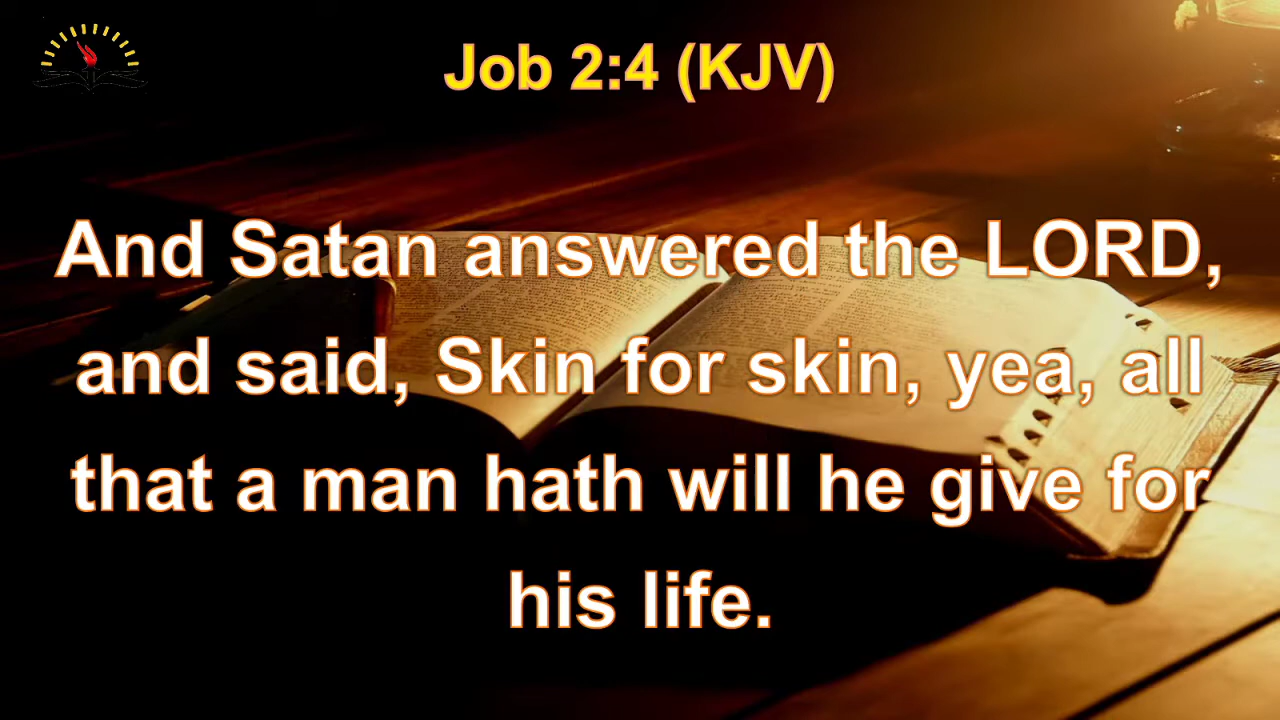 Job 2:4 (KJV)
And Satan answered the LORD,
and said, Skin for skin, yea, all
that a man hath will he give for
his life.